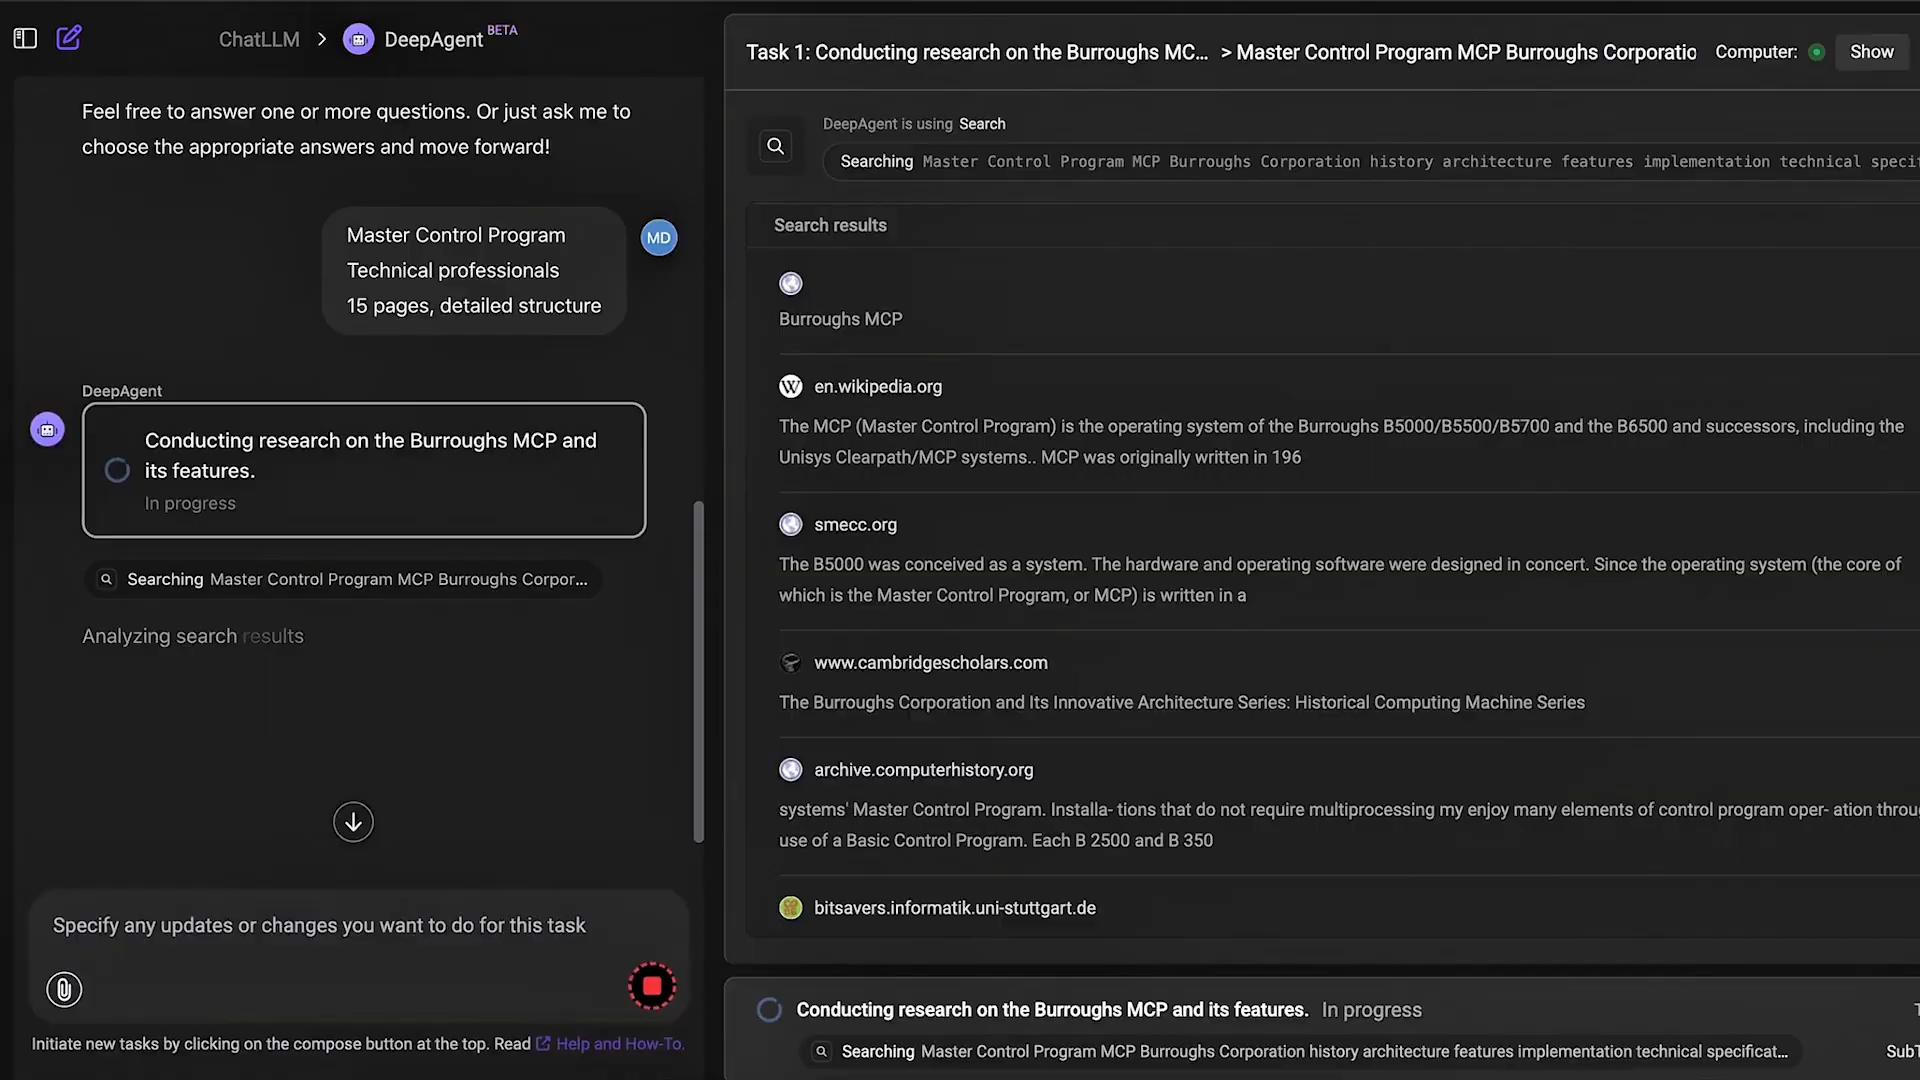 ChatLLM > DeepAgent BETA
Feel free to answer one or more questions. Or just ask me to
choose the appropriate answers and move forward!
Master Control Program
Technical professionals
15 pages, detailed structure
MD
DeepAgent
Conducting research on the Burroughs MCP and
its features.
In progress
Searching Master Control Program MCP Burroughs Corpor...
Analyzing search results
Specify any updates or changes you want to do for this task
Initiate new tasks by clicking on the compose button at the top. Read Help and How-To.
Task 1: Conducting research on the Burroughs MC... > Master Control Program MCP Burroughs Corporatio
Computer: Show
DeepAgent is using Search
Searching Master Control Program MCP Burroughs Corporation history architecture features implementation technical specif
Search results
Burroughs MCP
W en.wikipedia.org
The MCP (Master Control Program) is the operating system of the Burroughs B5000/B5500/B5700 and the B6500 and successors, including the
Unisys Clearpath/MCP systems.. MCP was originally written in 196
smecc.org
The B5000 was conceived as a system. The hardware and operating software were designed in concert. Since the operating system (the core of
which is the Master Control Program, or MCP) is written in a
www.cambridgescholars.com
The Burroughs Corporation and Its Innovative Architecture Series: Historical Computing Machine Series
archive.computerhistory.org
systems' Master Control Program. Installa- tions that do not require multiprocessing my enjoy many elements of control program oper- ation throu
use of a Basic Control Program. Each B 2500 and B 350
bitsavers.informatik.uni-stuttgart.de
Conducting research on the Burroughs MCP and its features. In progress
Searching Master Control Program MCP Burroughs Corporation history architecture features implementation technical specificat...
SubT